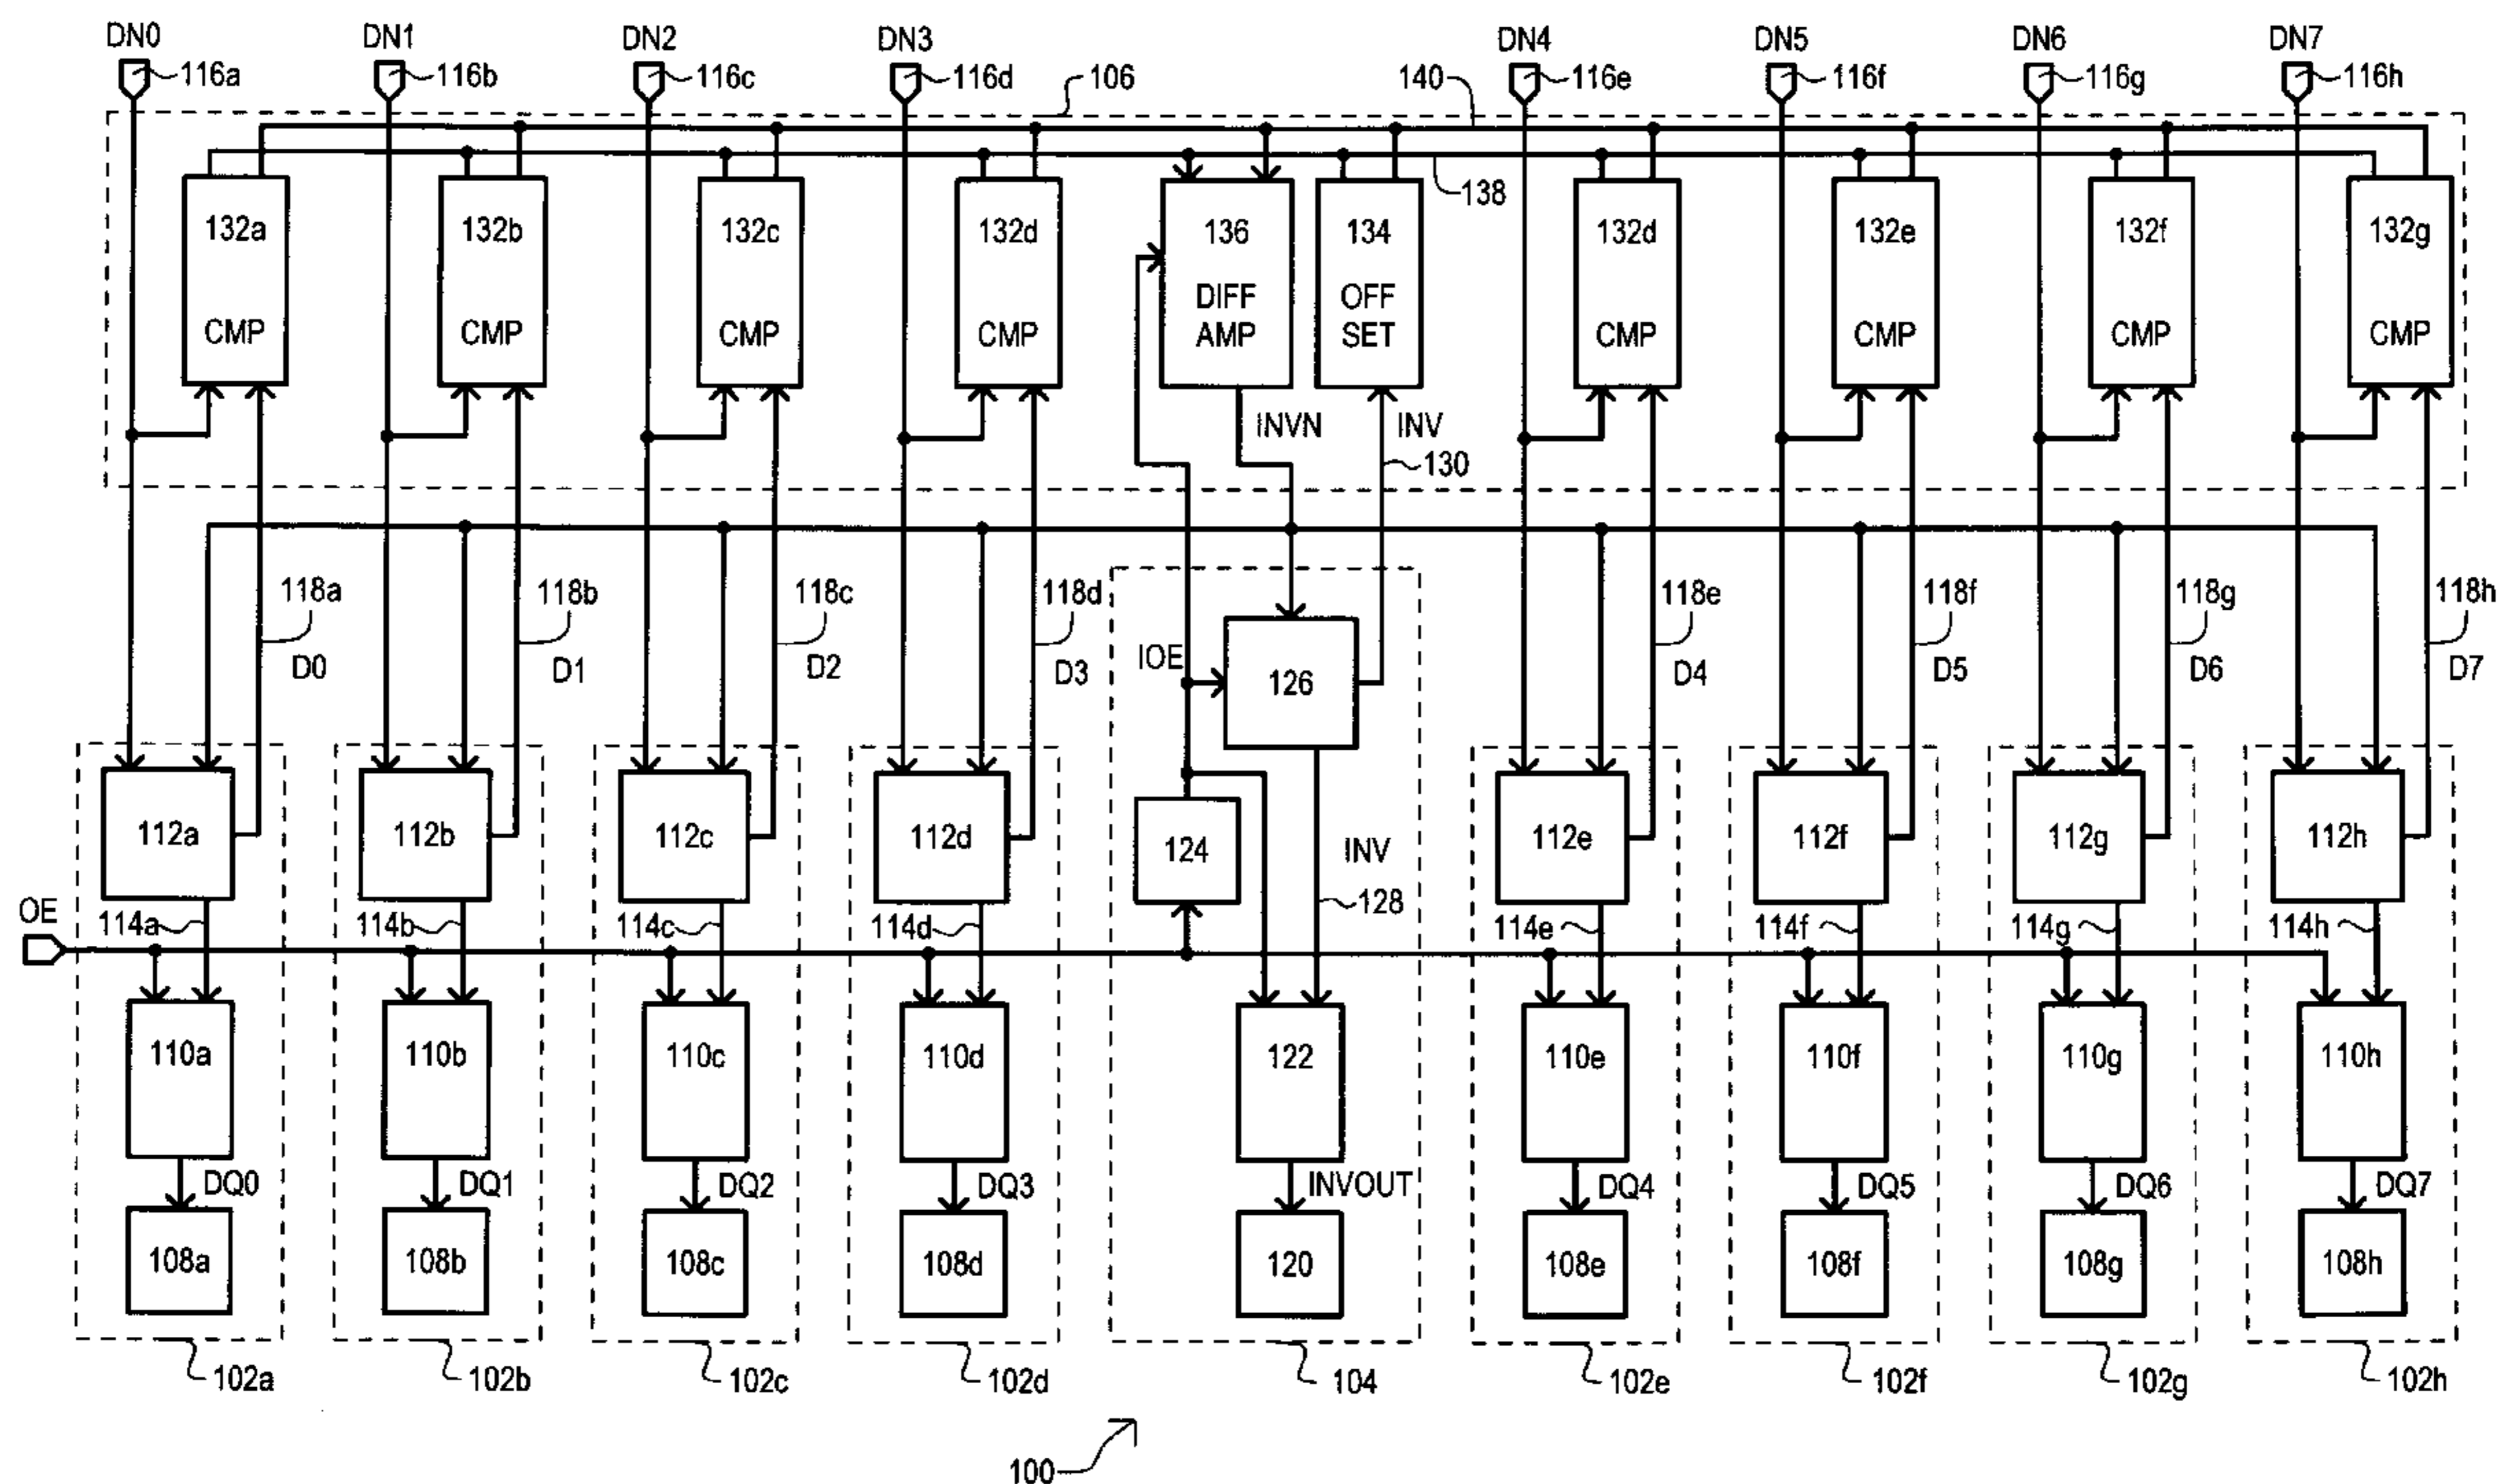 DN0 DN1 DN2 DN3 DN4 DN5 DN6 DN7
116a 116b 116c 116d 106 140 116e 116f 116g 116h
138
132a 132b 132c 132d 136 134 132d 132e 132f 132g
DIFF OFF
CMP CMP CMP CMP AMP SET CMP CMP CMP CMP
INVN INV
130
118a 118b 118c 118d 118e 118f 118g 118h
D0 D1 D2 D3 IOE 126 D4 D5 D6 D7
112a 112b 112c 112d 124 INV 112e 112f 112g 112h
128
OE 114a 114b 114c 114d 114e 114f 114g 114h
110a 110b 110c 110d 122 110e 110f 110g 110h
DQ0 DQ1 DQ2 DQ3 INVOUT DQ4 DQ5 DQ6 DQ7
108a 108b 108c 108d 120 108e 108f 108g 108h
102a 102b 102c 102d 104 102e 102f 102g 102h
100